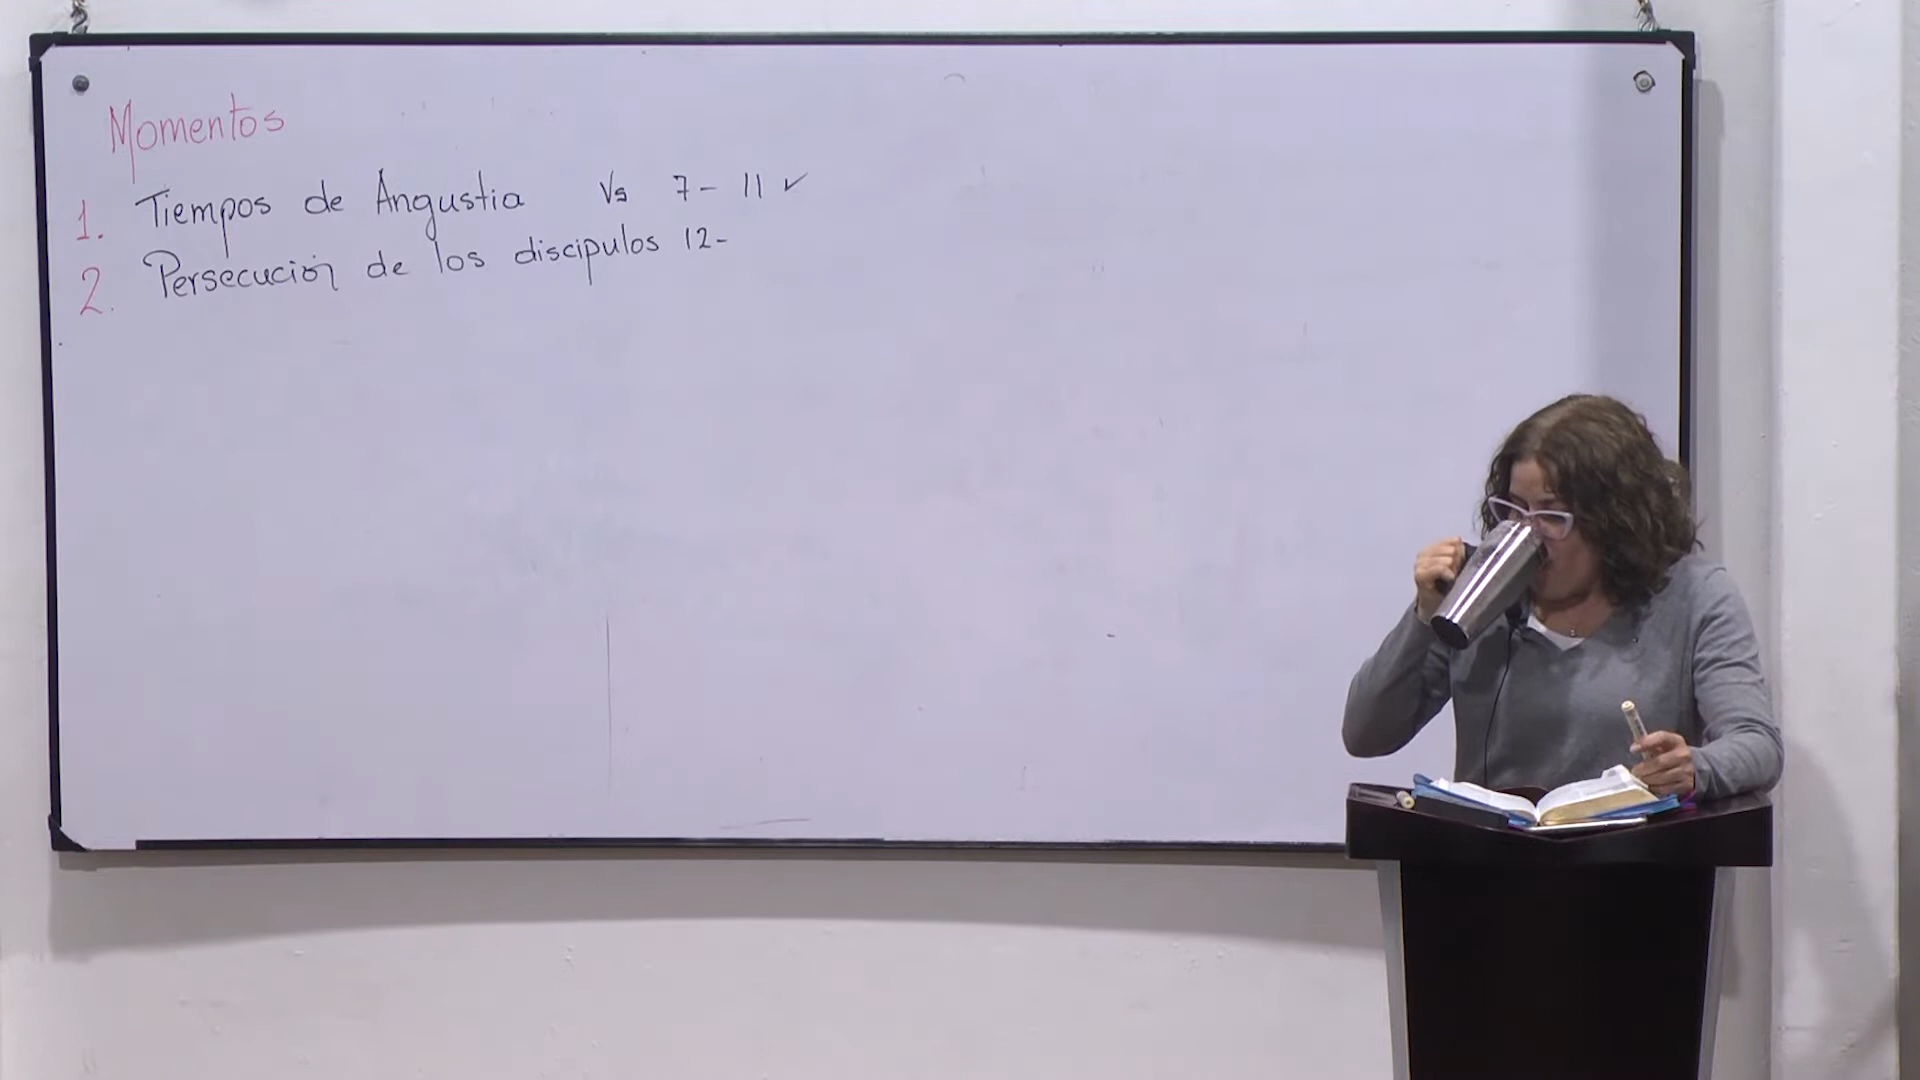 Momentos
1. Tiempos de Angustia Vs 7 - 11 ✓
2. Persecución de los discipulos 12-